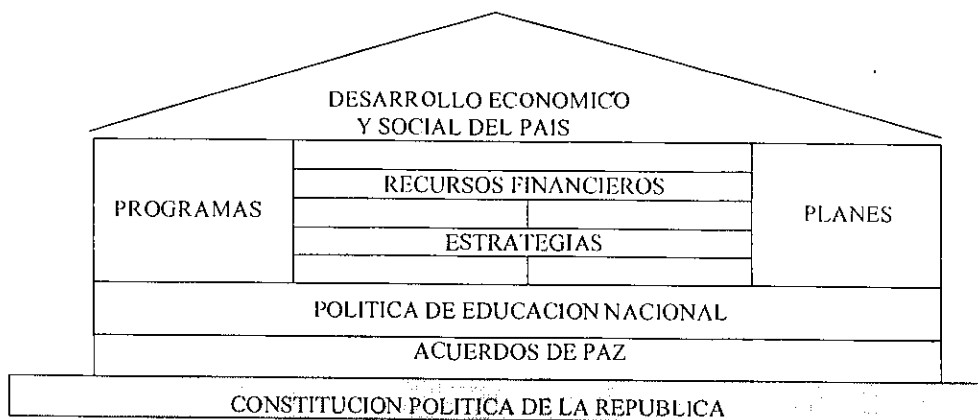 DESARROLLO ECONOMICO
Y SOCIAL DEL PAIS
RECURSOS FINANCIEROS
PROGRAMAS
PLANES
ESTRATEGIAS
POLITICA DE EDUCACION NACIONAL
ACUERDOS DE PAZ
CONSTITUCION POLITICA DE LA REPUBLICA